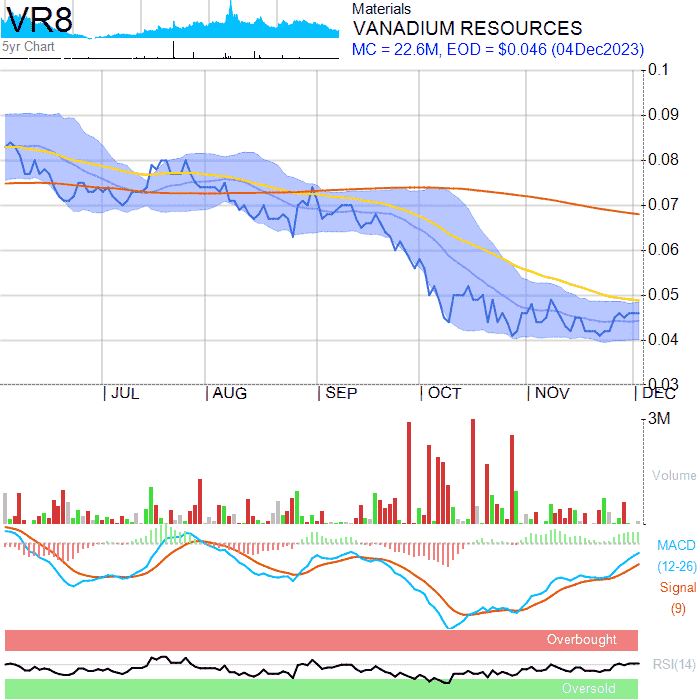 VR8
5yr Chart
Materials
VANADIUM RESOURCES
MC = 22.6M, EOD = $0.046 (04Dec2023)
0.1
0.09
0.08
0.07
0.06
0.05
0.04
0.03
JUL AUG SEP OCT NOV DEC
3M
Volume
MACD
(12-26)
Signal
(9)
Overbought
RSI(14)
Oversold